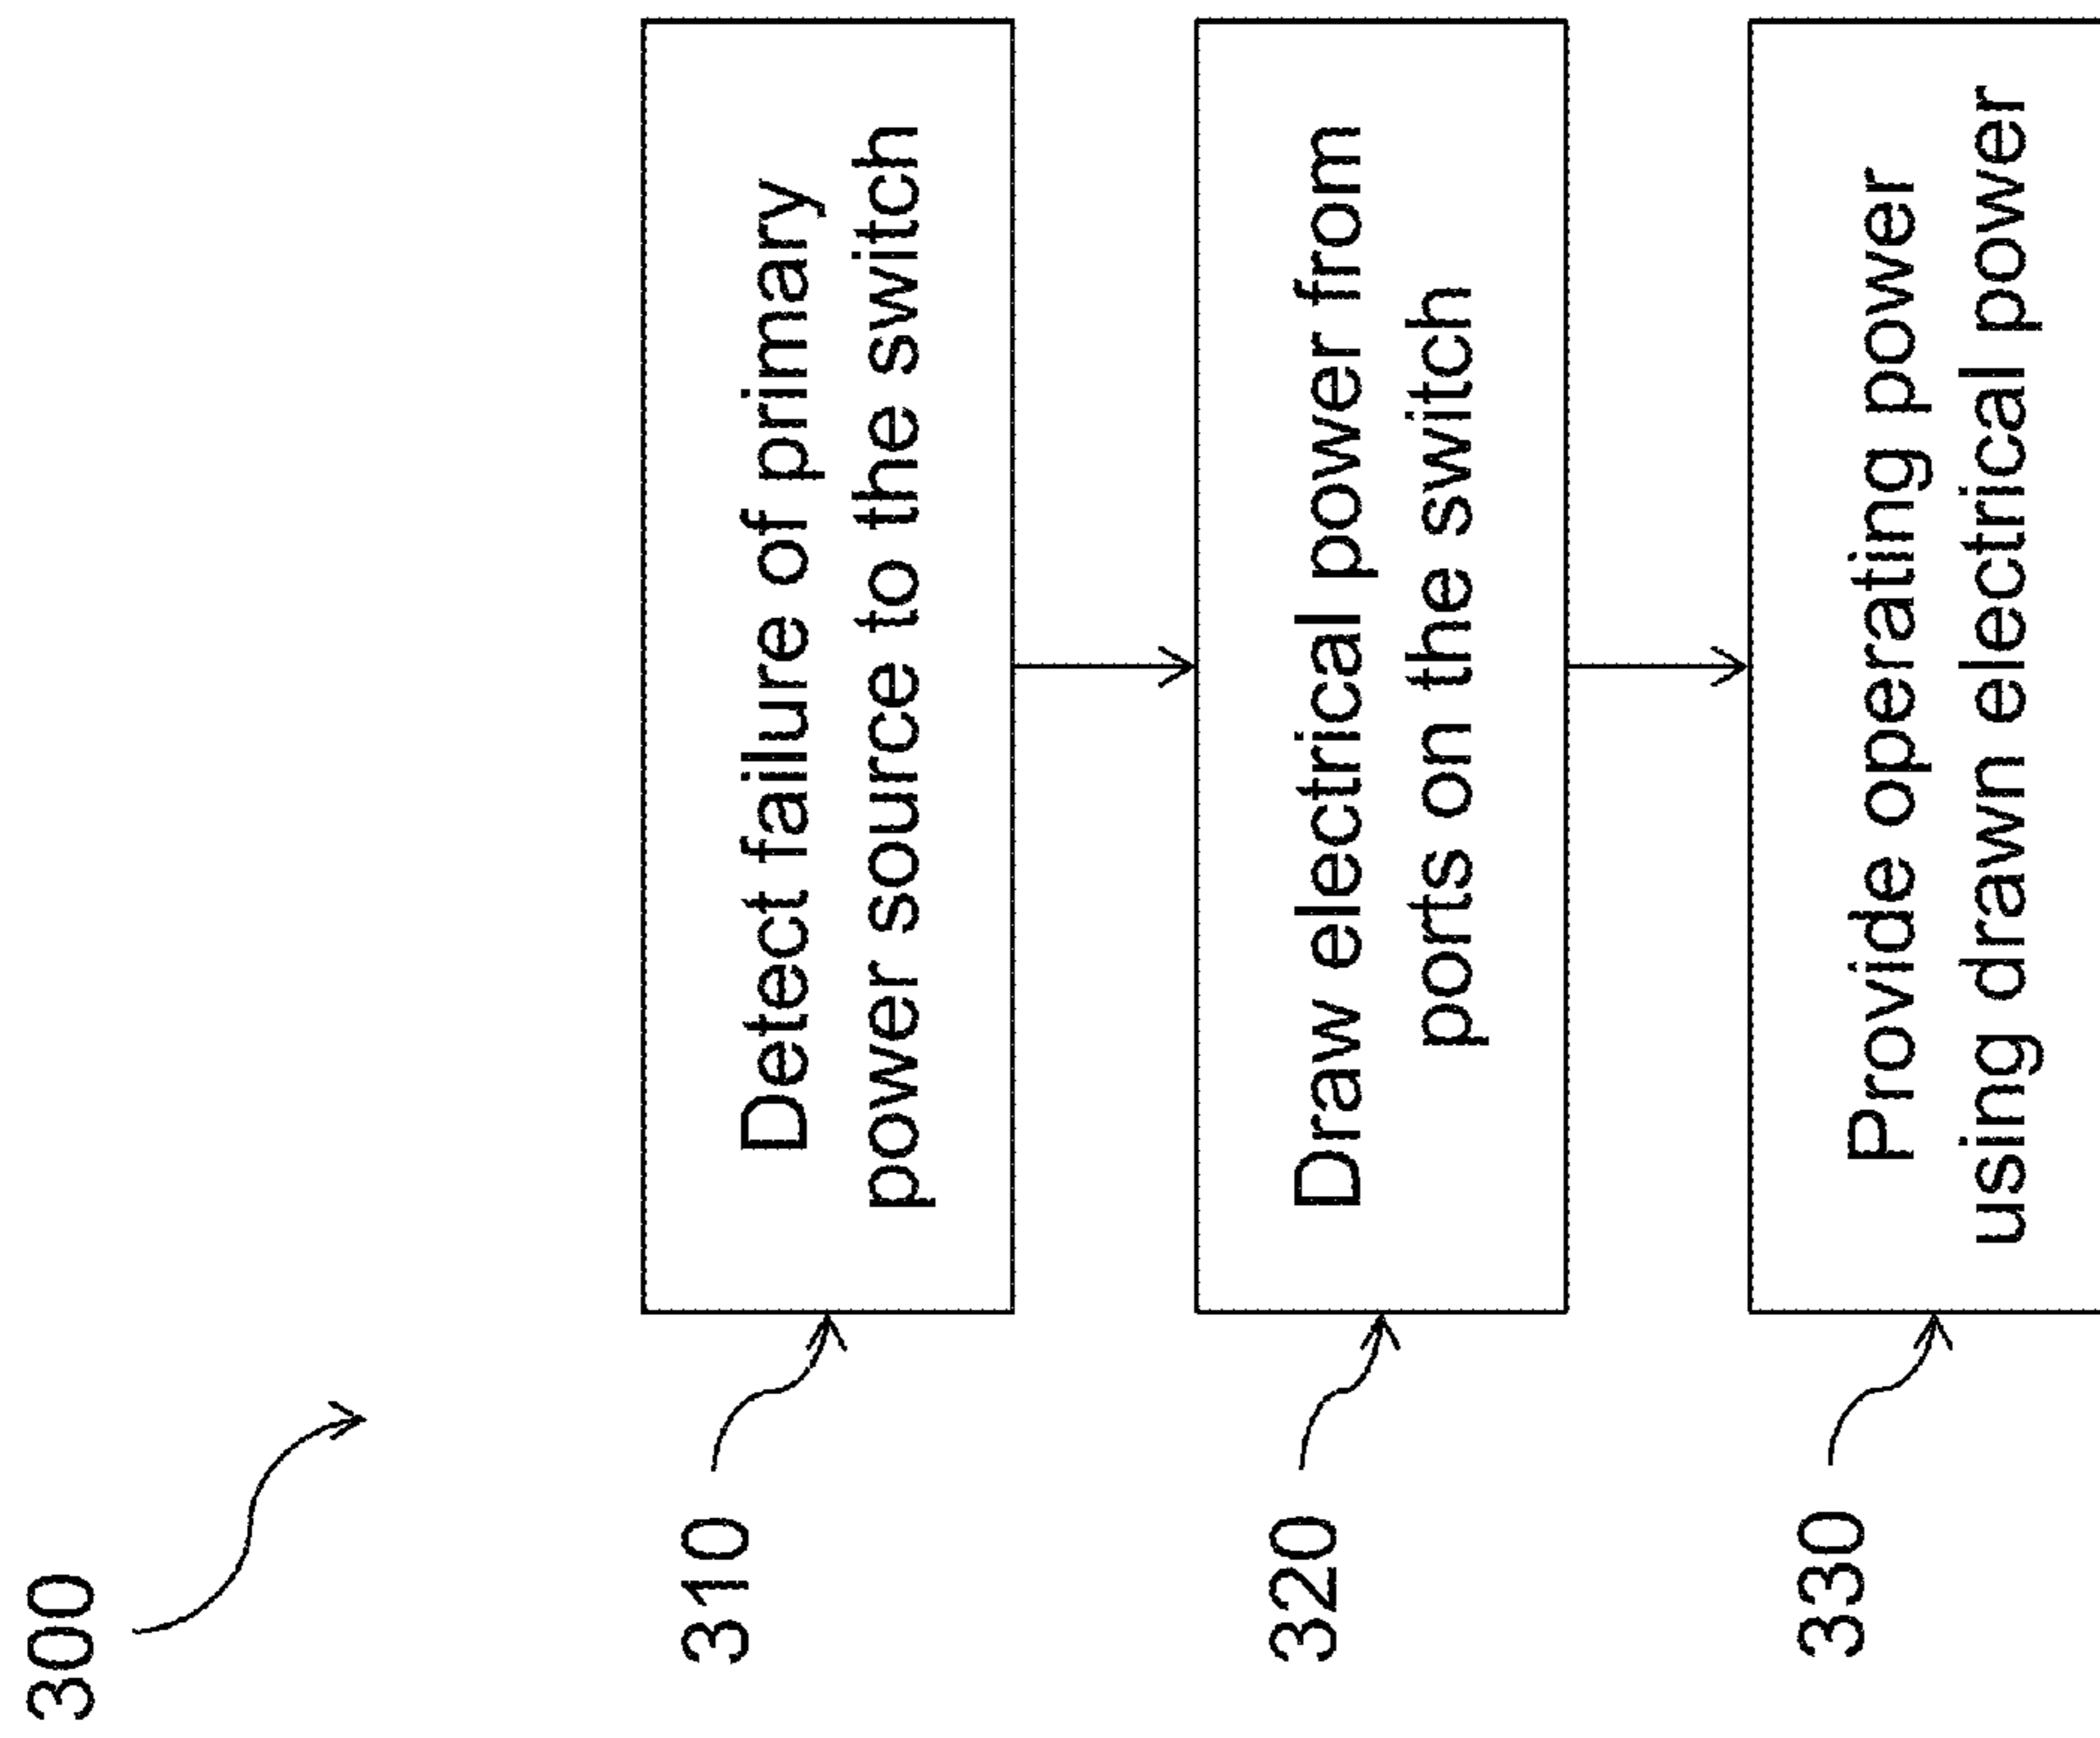 300
310
Detect failure of primary
power source to the switch
320
Draw electrical power from
ports on the switch
330
Provide operating power
using drawn electrical power